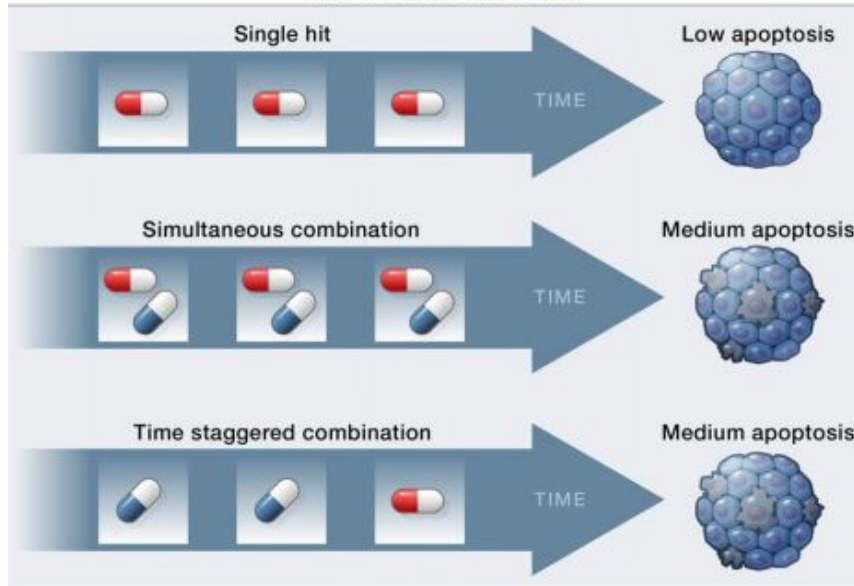 Single hit
Low apoptosis
TIME
Simultaneous combination
Medium apoptosis
TIME
Time staggered combination
Medium apoptosis
TIME